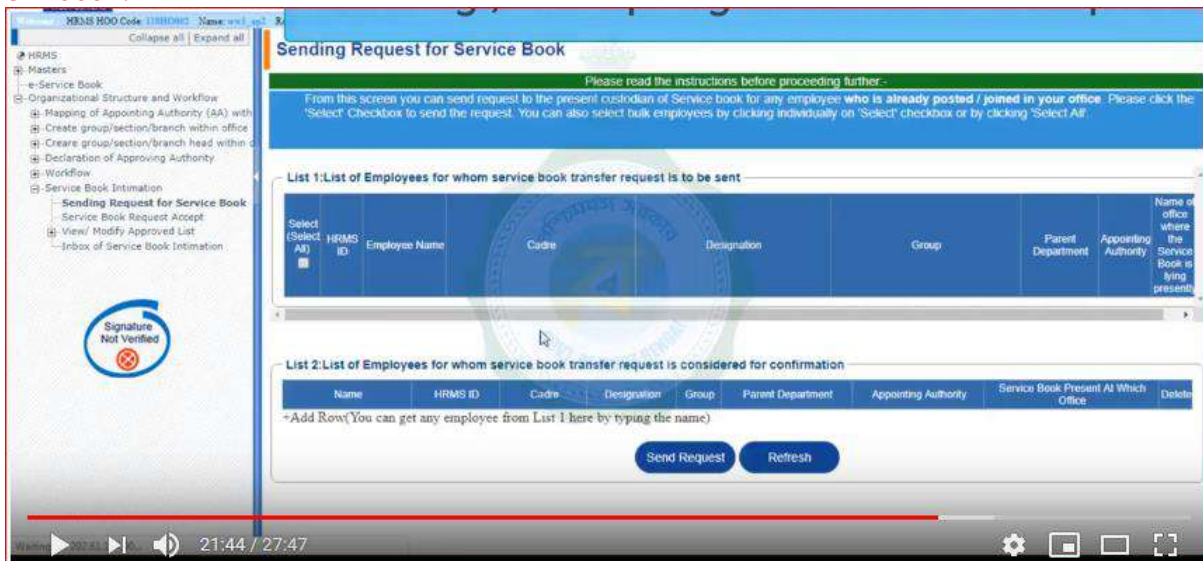 HRMS HOO Code
Name:
Collapse all | Expand all
HRMS
Masters
e-Service Book
Organizational Structure and Workflow
Mapping of Appointing Authority (AA) with
Create group/section/branch within office
Creare group/section/branch head within
Declaration of Approving Authority
Workflow
Service Book Intimation
Sending Request for Service Book
Service Book Request Accept
View/ Modify Approved List
Inbox of Service Book Intimation
Signature
Not Verified
Sending Request for Service Book
Please read the instructions before proceeding further.-
From this screen you can send request to the present custodian of Service book for any employee who is already posted / joined in your office. Please click the
'Select' Checkbox to send the request. You can also select bulk employees by clicking individually on 'Select' checkbox or by clicking 'Select All'.
List 1:List of Employees for whom service book transfer request is to be sent
Select (Select All) HRMS ID Employee Name Cadre Designation Group Parent Department Appointing Authority Name of office where the Service Book is lying presently
List 2:List of Employees for whom service book transfer request is considered for confirmation
Name HRMS ID Cadre Designation Group Parent Department Appointing Authority Service Book Present At Which Office Delete
+Add Row(You can get any employee from List 1 here by typing the name)
Send Request Refresh
21:44 / 27:47